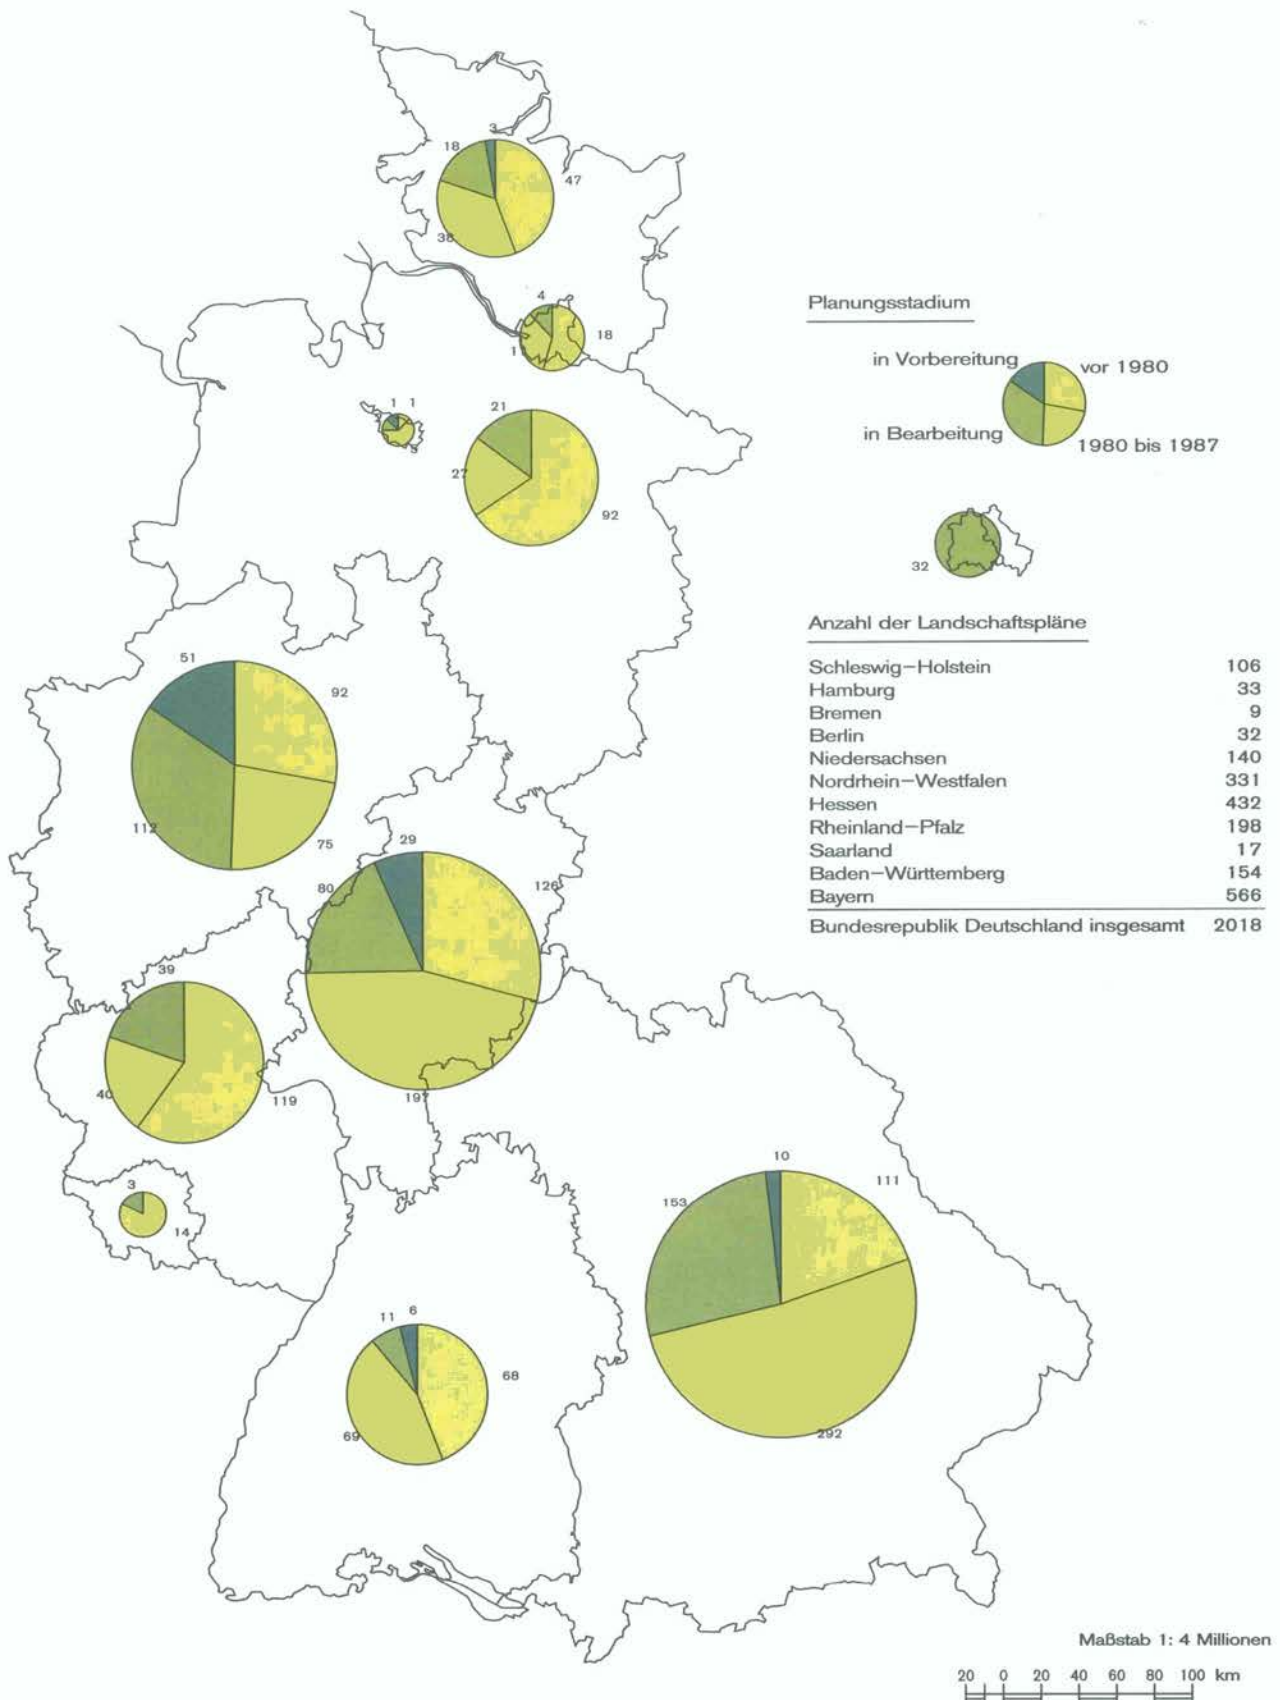 3
18
47
38
4
18
11
1 1
2
5
21
27
92
Planungsstadium
in Vorbereitung
vor 1980
in Bearbeitung
1980 bis 1987
32
Anzahl der Landschaftspläne
Schleswig-Holstein 106
Hamburg 33
Bremen 9
Berlin 32
Niedersachsen 140
Nordrhein-Westfalen 331
Hessen 432
Rheinland-Pfalz 198
Saarland 17
Baden-Württemberg 154
Bayern 566
Bundesrepublik Deutschland insgesamt 2018
51
92
112
75
29
80
126
197
39
40
119
3
14
10
111
153
292
11 6
68
69
Maßstab 1: 4 Millionen
20 0 20 40 60 80 100 km